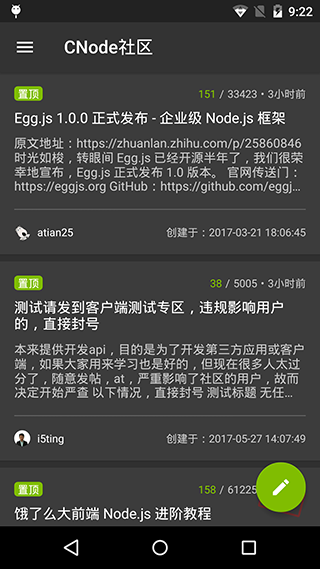 9:22
CNode社区
置顶 151 / 33423 • 3小时前
Egg.js 1.0.0 正式发布 - 企业级 Node.js 框架
原文地址：https://zhuanlan.zhihu.com/p/25860846
时光如梭，转眼间 Egg.js 已经开源半年了，我们很荣
幸地宣布，Egg.js 正式发布 1.0 版本。 官网传送门：
https://eggjs.org GitHub：https://github.com/eggj…
atian25 创建于：2017-03-21 18:06:45
置顶 38 / 5005 • 3小时前
测试请发到客户端测试专区，违规影响用户
的，直接封号
本来提供开发api，目的是为了开发第三方应用或客户
端，如果大家用来学习也是好的，但现在很多人太过
分了，随意发帖，at，严重影响了社区的用户，故而
决定开始严查 以下情况，直接封号 测试标题 无任…
i5ting 创建于：2017-05-27 14:07:49
置顶 158 / 61225
饿了么大前端 Node.js 进阶教程